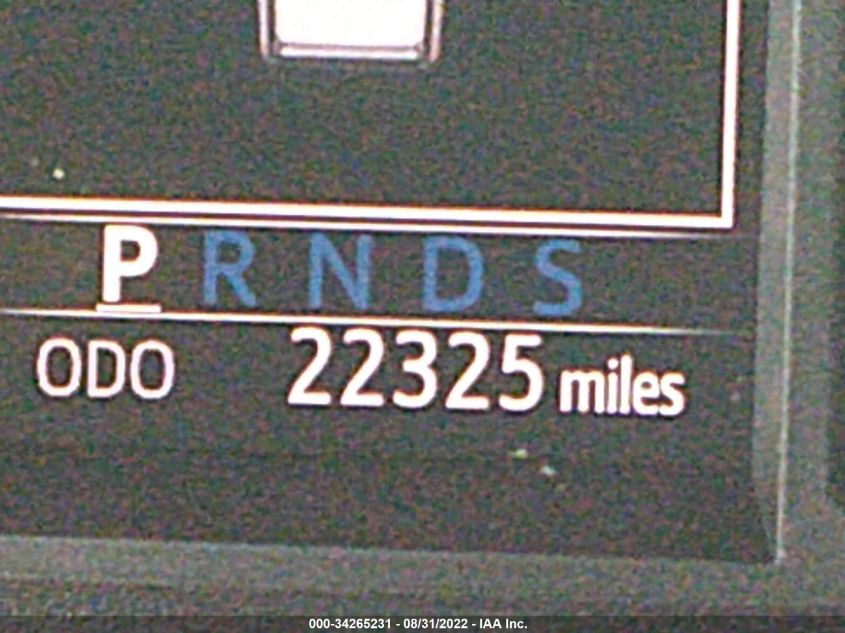 P R N D S
ODO 22325 miles
000-34265231 - 08/31/2022 - IAA Inc.